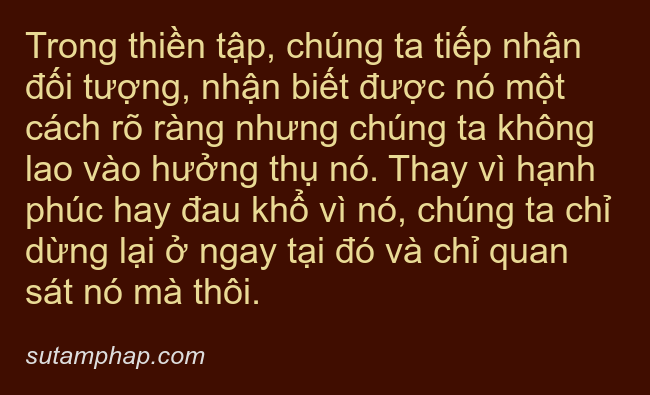 Trong thiền tập, chúng ta tiếp nhận
đối tượng, nhận biết được nó một
cách rõ ràng nhưng chúng ta không
lao vào hưởng thụ nó. Thay vì hạnh
phúc hay đau khổ vì nó, chúng ta chỉ
dừng lại ở ngay tại đó và chỉ quan
sát nó mà thôi.
sutamphap.com